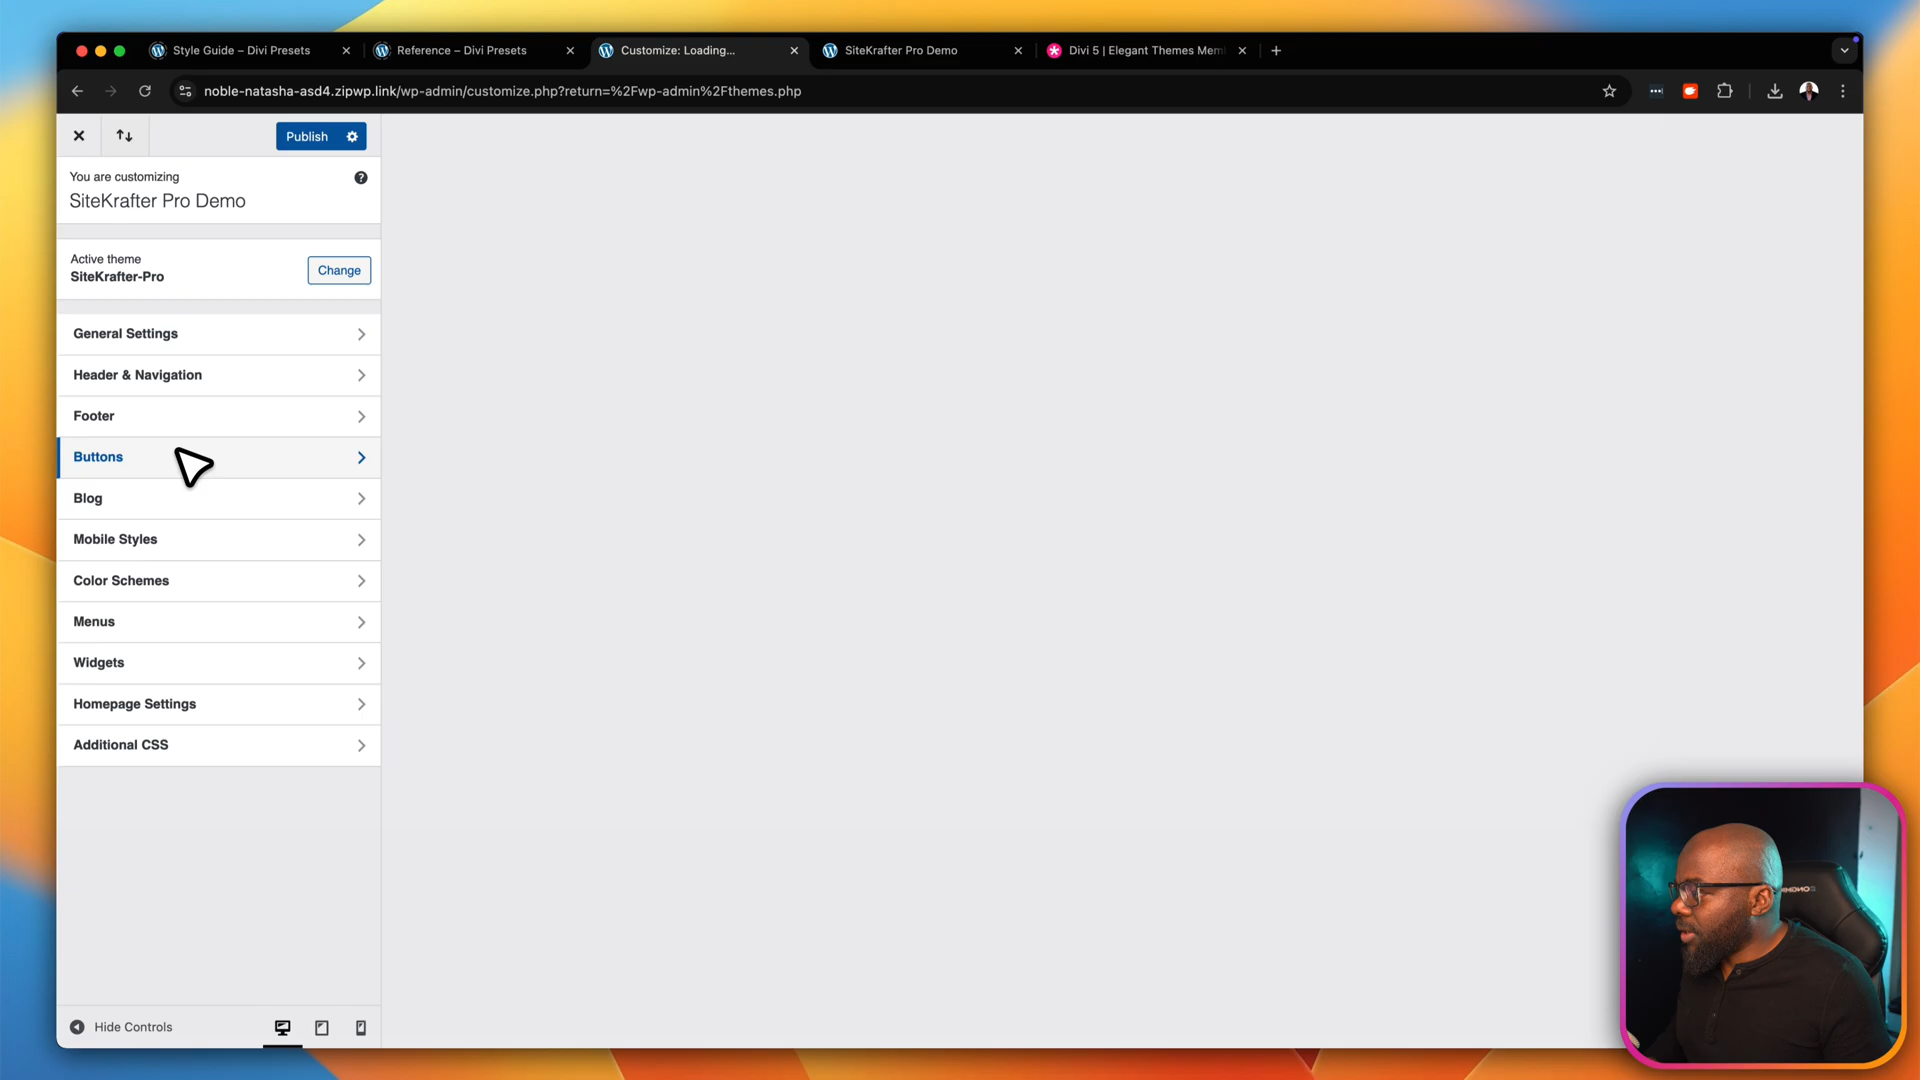 Style Guide – Divi Presets
Reference – Divi Presets
Customize: Loading...
SiteKrafter Pro Demo
Divi 5 | Elegant Themes Mem
noble-natasha-asd4.zipwp.link/wp-admin/customize.php?return=%2Fwp-admin%2Fthemes.php
Publish
You are customizing
SiteKrafter Pro Demo
Active theme
SiteKrafter-Pro
Change
General Settings
Header & Navigation
Footer
Buttons
Blog
Mobile Styles
Color Schemes
Menus
Widgets
Homepage Settings
Additional CSS
Hide Controls